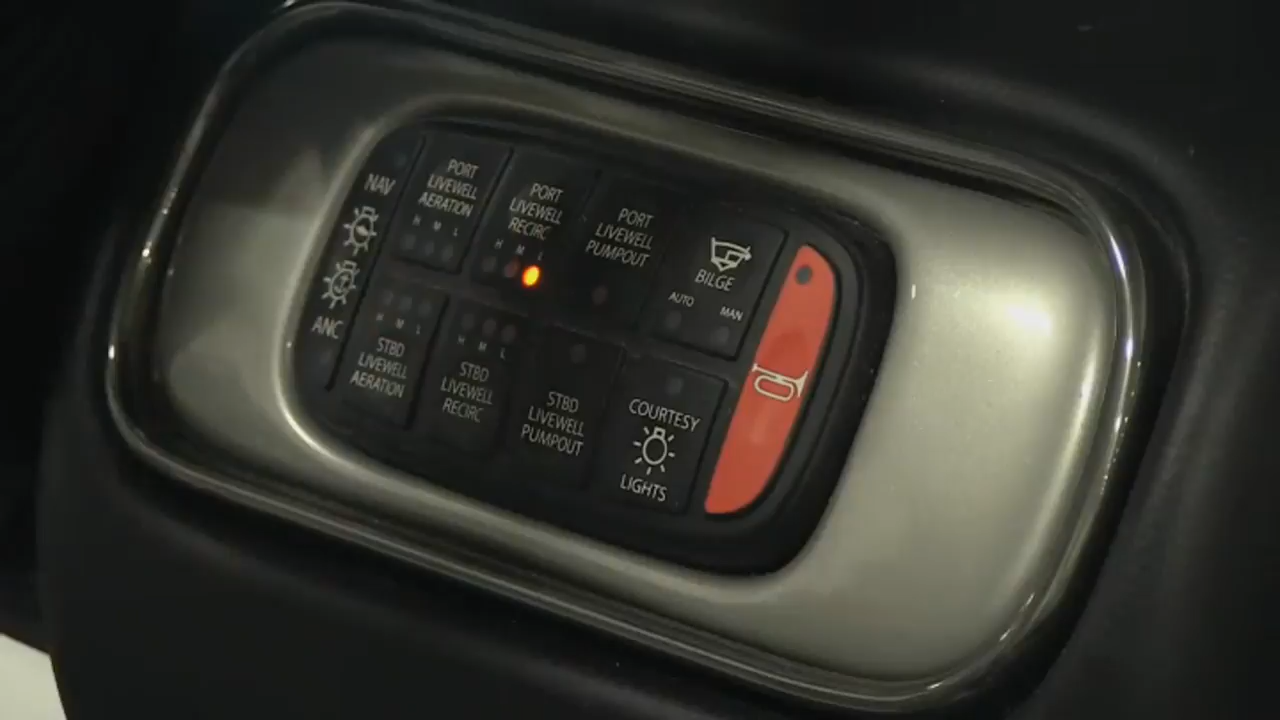 NAV
ANC
PORT
LIVEWELL
AERATION
H M L
PORT
LIVEWELL
RECIRC
H M L
PORT
LIVEWELL
PUMPOUT
BILGE
AUTO MAN
H M L
STBD
LIVEWELL
AERATION
H M L
STBD
LIVEWELL
RECIRC
STBD
LIVEWELL
PUMPOUT
COURTESY
LIGHTS